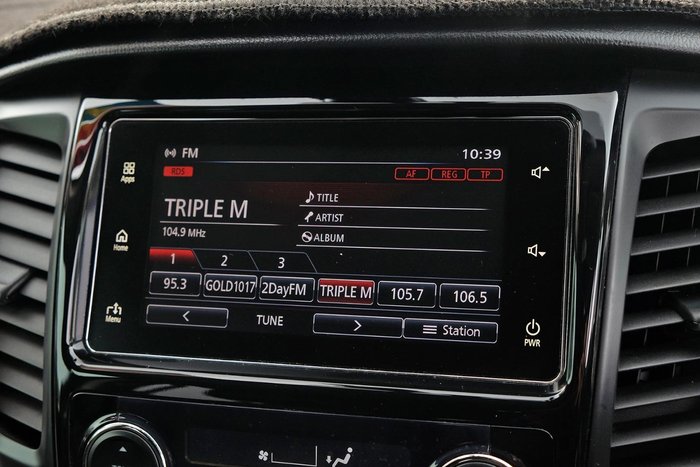 FM
10:39
RDS
AF
REG
TP
TRIPLE M
104.9 MHz
TITLE
ARTIST
ALBUM
1
2
3
95.3
GOLD1017
2DayFM
TRIPLE M
105.7
106.5
<
TUNE
>
Station
Apps
Home
Menu
PWR